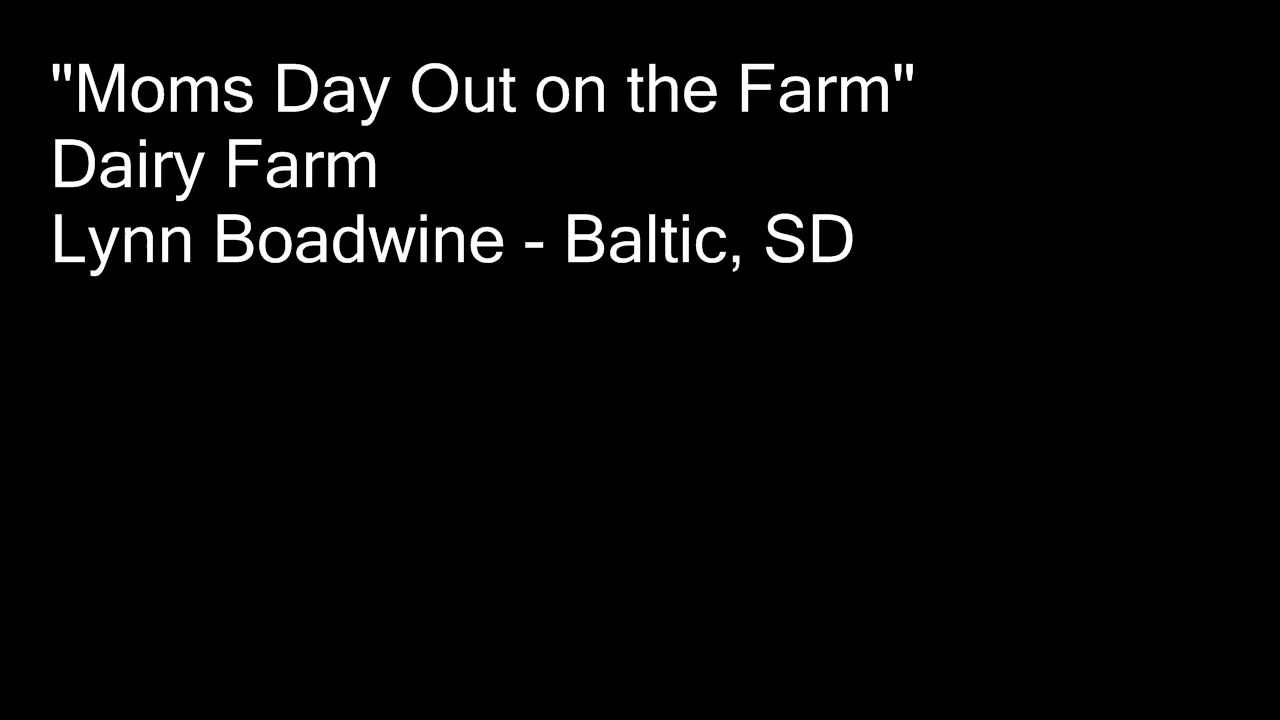 "Moms Day Out on the Farm"
Dairy Farm
Lynn Boadwine - Baltic, SD